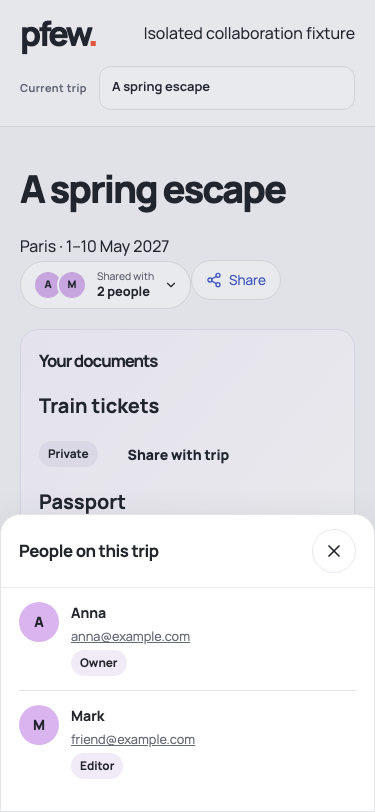 pfew.
Isolated collaboration fixture
Current trip
A spring escape
A spring escape
Paris · 1–10 May 2027
A
M
Shared with
2 people
Share
Your documents
Train tickets
Private
Share with trip
Passport
People on this trip
A
Anna
anna@example.com
Owner
M
Mark
friend@example.com
Editor